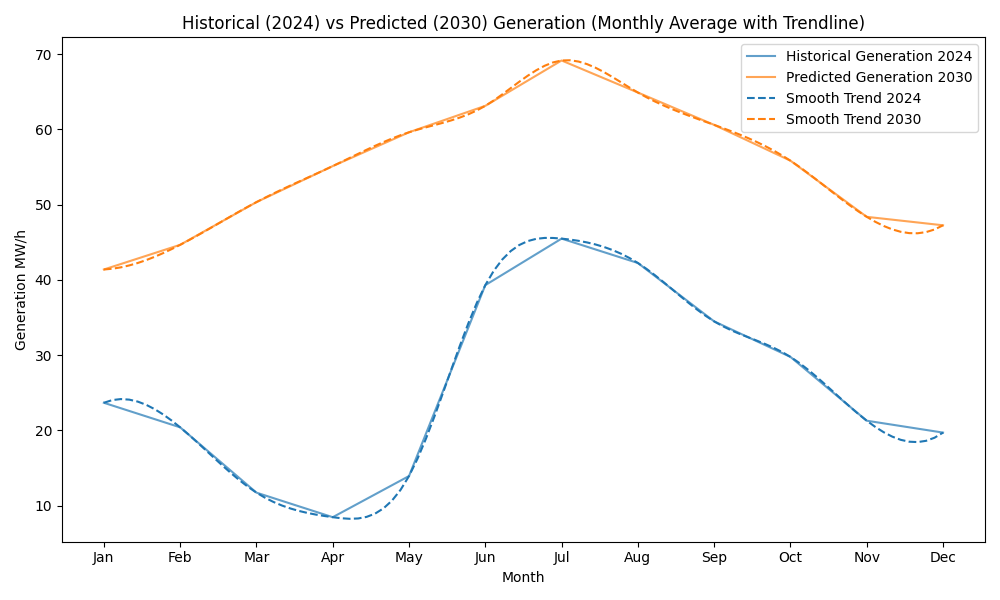 Historical (2024) vs Predicted (2030) Generation (Monthly Average with Trendline)
Historical Generation 2024
Predicted Generation 2030
Smooth Trend 2024
Smooth Trend 2030
Generation MW/h
70
60
50
40
30
20
10
Jan Feb Mar Apr May Jun Jul Aug Sep Oct Nov Dec
Month